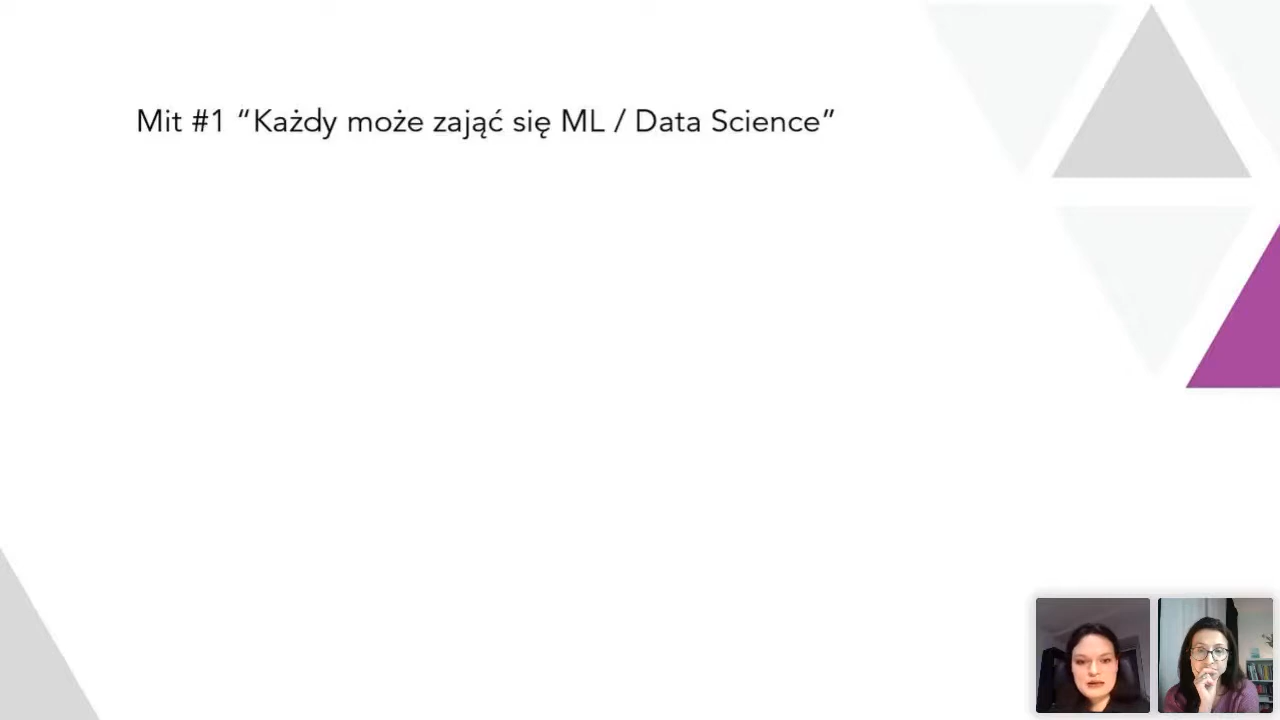 Mit #1 “Każdy może zająć się ML / Data Science”